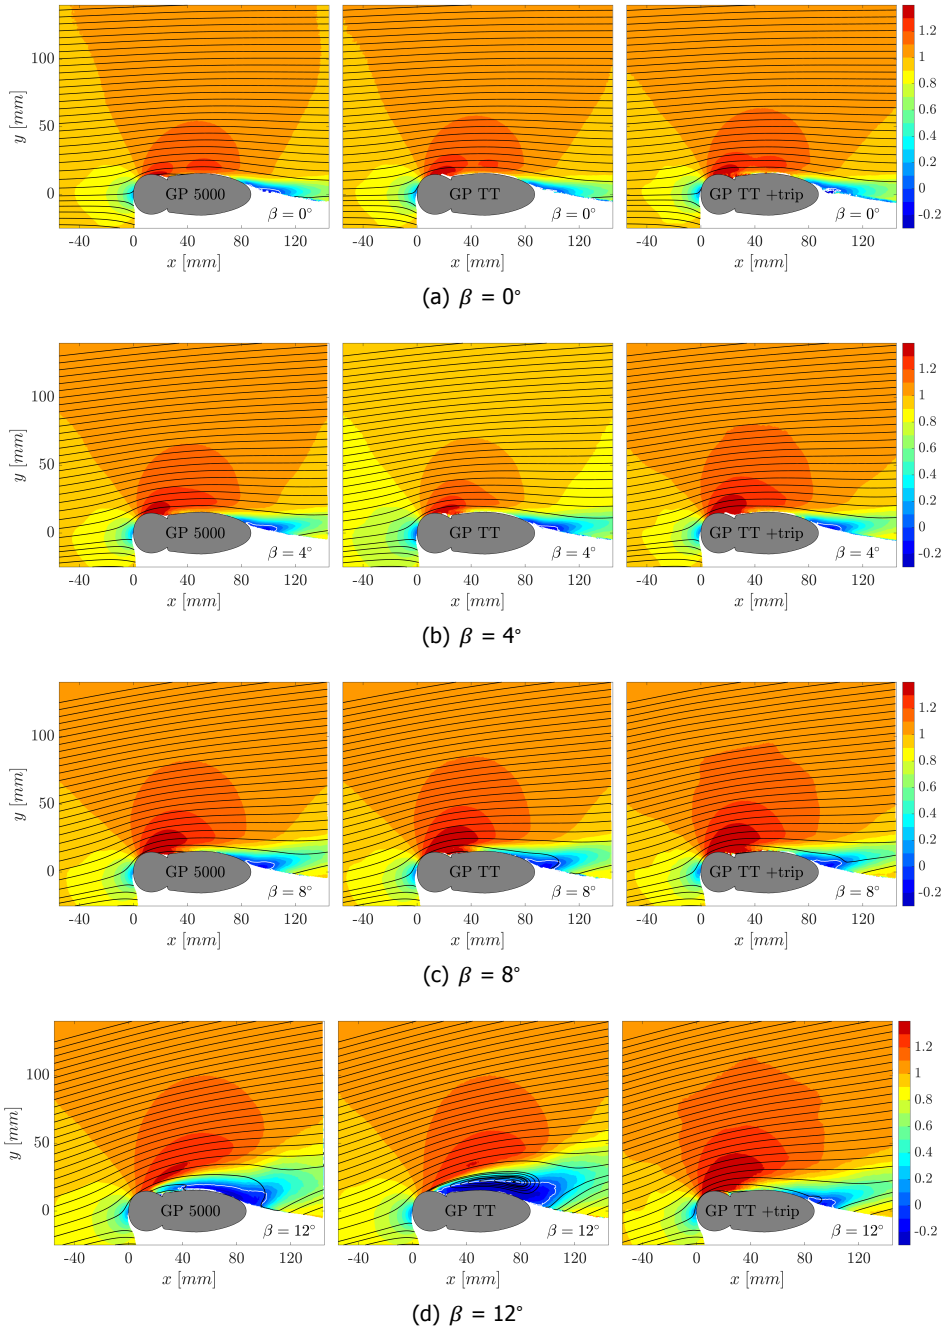 100
50
0
y [mm]
GP 5000
β = 0°
GP TT
β = 0°
GP TT +trip
β = 0°
1.2
1
0.8
0.6
0.4
0.2
0
-0.2
-40 0 40 80 120
-40 0 40 80 120
-40 0 40 80 120
x [mm]
x [mm]
x [mm]
(a) β = 0°
100
50
0
y [mm]
GP 5000
β = 4°
GP TT
β = 4°
GP TT +trip
β = 4°
1.2
1
0.8
0.6
0.4
0.2
0
-0.2
-40 0 40 80 120
-40 0 40 80 120
-40 0 40 80 120
x [mm]
x [mm]
x [mm]
(b) β = 4°
100
50
0
y [mm]
GP 5000
β = 8°
GP TT
β = 8°
GP TT +trip
β = 8°
1.2
1
0.8
0.6
0.4
0.2
0
-0.2
-40 0 40 80 120
-40 0 40 80 120
-40 0 40 80 120
x [mm]
x [mm]
x [mm]
(c) β = 8°
100
50
0
y [mm]
GP 5000
β = 12°
GP TT
β = 12°
GP TT +trip
β = 12°
1.2
1
0.8
0.6
0.4
0.2
0
-0.2
-40 0 40 80 120
-40 0 40 80 120
-40 0 40 80 120
x [mm]
x [mm]
x [mm]
(d) β = 12°